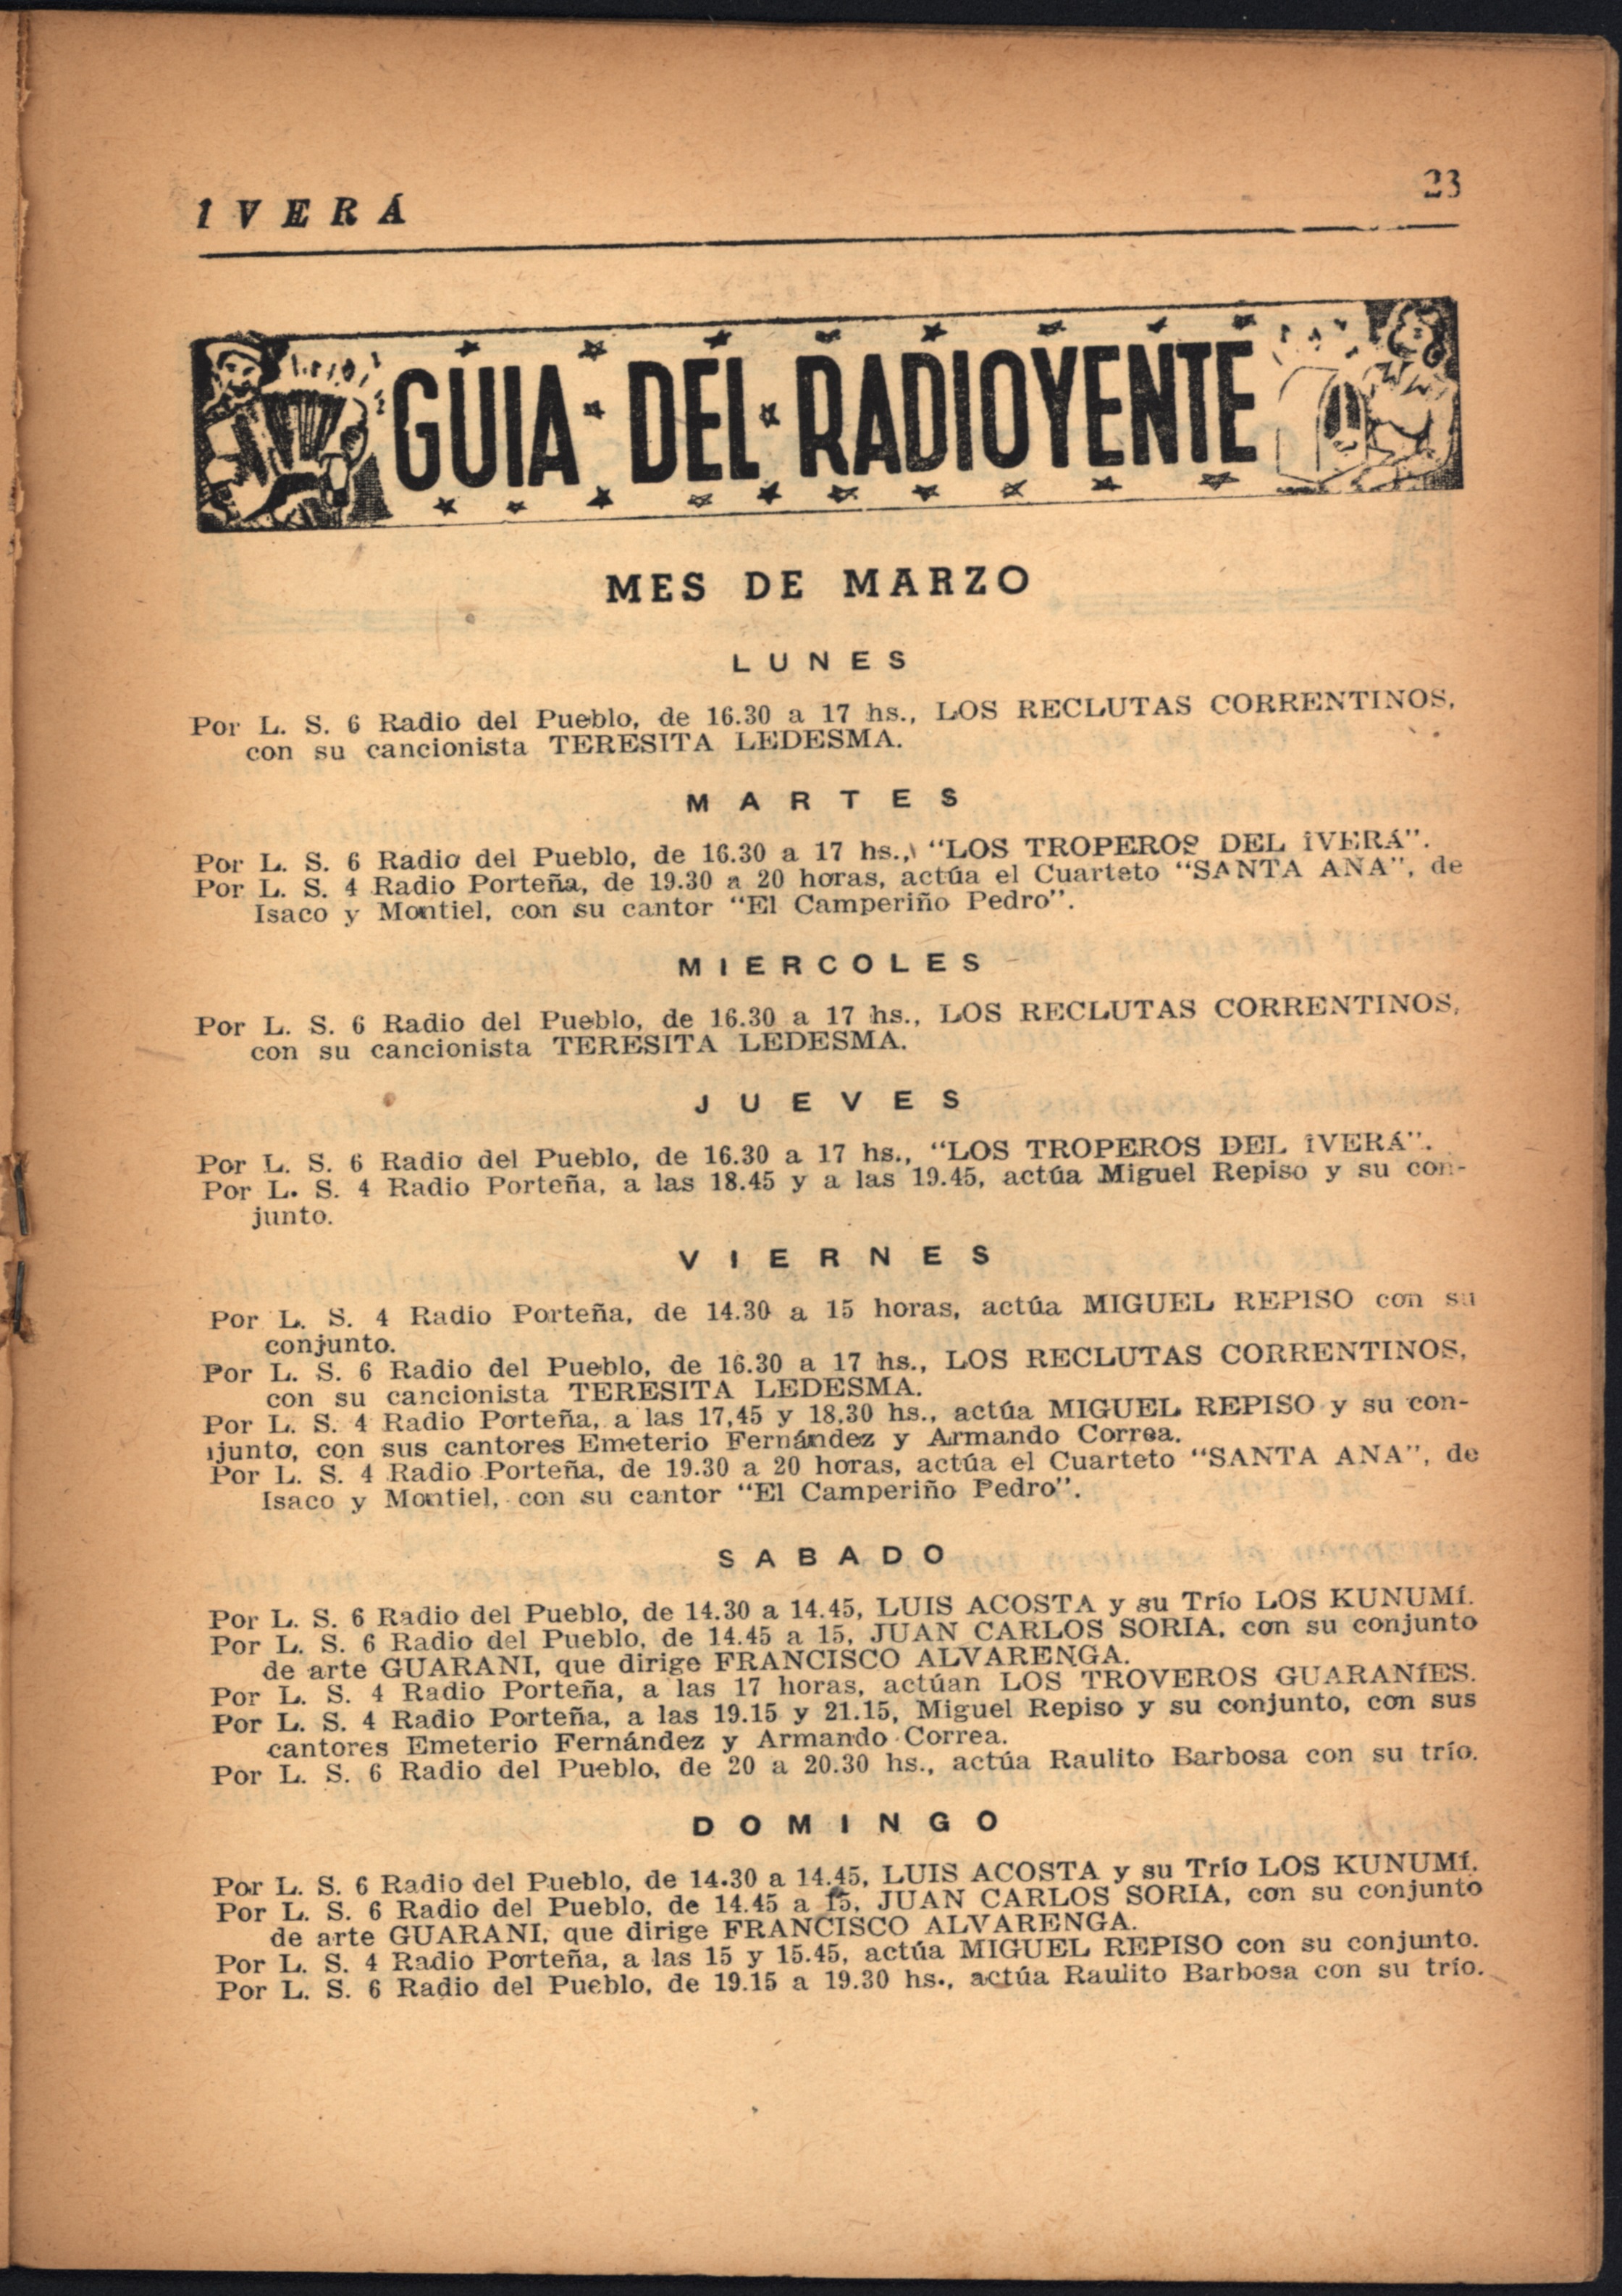 îVERÁ
23
GUIA DEL RADIOYENTE
MES DE MARZO
LUNES
Por L. S. 6 Radio del Pueblo, de 16.30 a 17 hs., LOS RECLUTAS CORRENTINOS,
con su cancionista TERESITA LEDESMA.
MARTES
Por L. S. 6 Radio del Pueblo, de 16.30 a 17 hs., "LOS TROPEROS DEL îVERÁ".
Por L. S. 4 Radio Porteña, de 19.30 a 20 horas, actúa el Cuarteto "SANTA ANA", de
Isaco y Montiel, con su cantor "El Camperiño Pedro".
MIERCOLES
Por L. S. 6 Radio del Pueblo, de 16.30 a 17 hs., LOS RECLUTAS CORRENTINOS,
con su cancionista TERESITA LEDESMA.
JUEVES
Por L. S. 6 Radio del Pueblo, de 16.30 a 17 hs., "LOS TROPEROS DEL îVERÁ".
Por L. S. 4 Radio Porteña, a las 18.45 y a las 19.45, actúa Miguel Repiso y su con-
junto.
VIERNES
Por L. S. 4 Radio Porteña, de 14.30 a 15 horas, actúa MIGUEL REPISO con su
conjunto.
Por L. S. 6 Radio del Pueblo, de 16.30 a 17 hs., LOS RECLUTAS CORRENTINOS,
con su cancionista TERESITA LEDESMA.
Por L. S. 4 Radio Porteña, a las 17,45 y 18,30 hs., actúa MIGUEL REPISO y su con-
junto, con sus cantores Emeterio Fernández y Armando Correa.
Por L. S. 4 Radio Porteña, de 19.30 a 20 horas, actúa el Cuarteto "SANTA ANA", de
Isaco y Montiel, con su cantor "El Camperiño Pedro".
SABADO
Por L. S. 6 Radio del Pueblo, de 14.30 a 14.45, LUIS ACOSTA y su Trío LOS KUNUMÍ.
Por L. S. 6 Radio del Pueblo, de 14.45 a 15, JUAN CARLOS SORIA, con su conjunto
de arte GUARANI, que dirige FRANCISCO ALVARENGA.
Por L. S. 4 Radio Porteña, a las 17 horas, actúan LOS TROVEROS GUARANÍES.
Por L. S. 4 Radio Porteña, a las 19.15 y 21.15, Miguel Repiso y su conjunto, con sus
cantores Emeterio Fernández y Armando Correa.
Por L. S. 6 Radio del Pueblo, de 20 a 20.30 hs., actúa Raulito Barbosa con su trío.
DOMINGO
Por L. S. 6 Radio del Pueblo, de 14.30 a 14.45, LUIS ACOSTA y su Trío LOS KUNUMÍ.
Por L. S. 6 Radio del Pueblo, de 14.45 a 15, JUAN CARLOS SORIA, con su conjunto
de arte GUARANI, que dirige FRANCISCO ALVARENGA.
Por L. S. 4 Radio Porteña, a las 15 y 15.45, actúa MIGUEL REPISO con su conjunto.
Por L. S. 6 Radio del Pueblo, de 19.15 a 19.30 hs., actúa Raulito Barbosa con su trío.